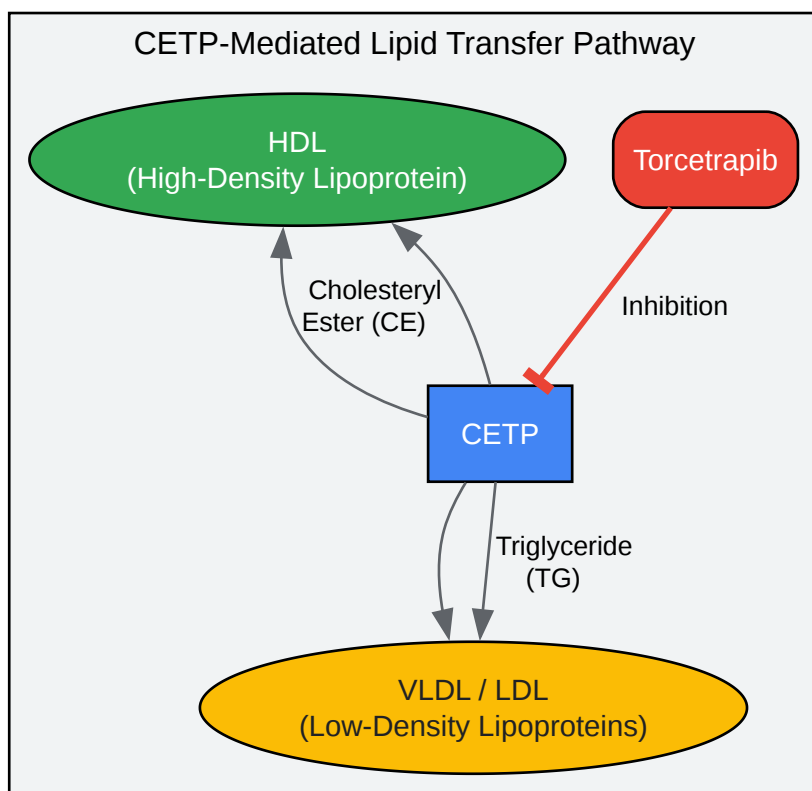 CETP-Mediated Lipid Transfer Pathway
HDL
(High-Density Lipoprotein)
Torcetrapib
Cholesteryl
Ester (CE)
Inhibition
CETP
Triglyceride
(TG)
VLDL / LDL
(Low-Density Lipoproteins)